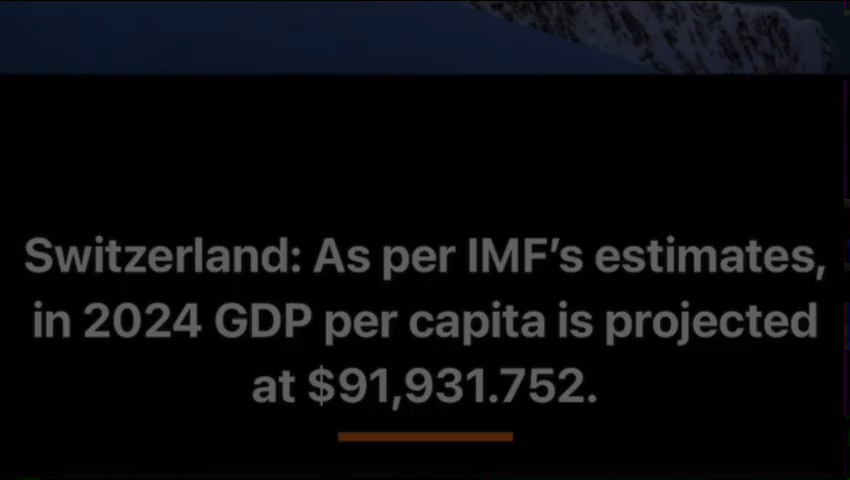 Switzerland: As per IMF’s estimates,
in 2024 GDP per capita is projected
at $91,931.752.